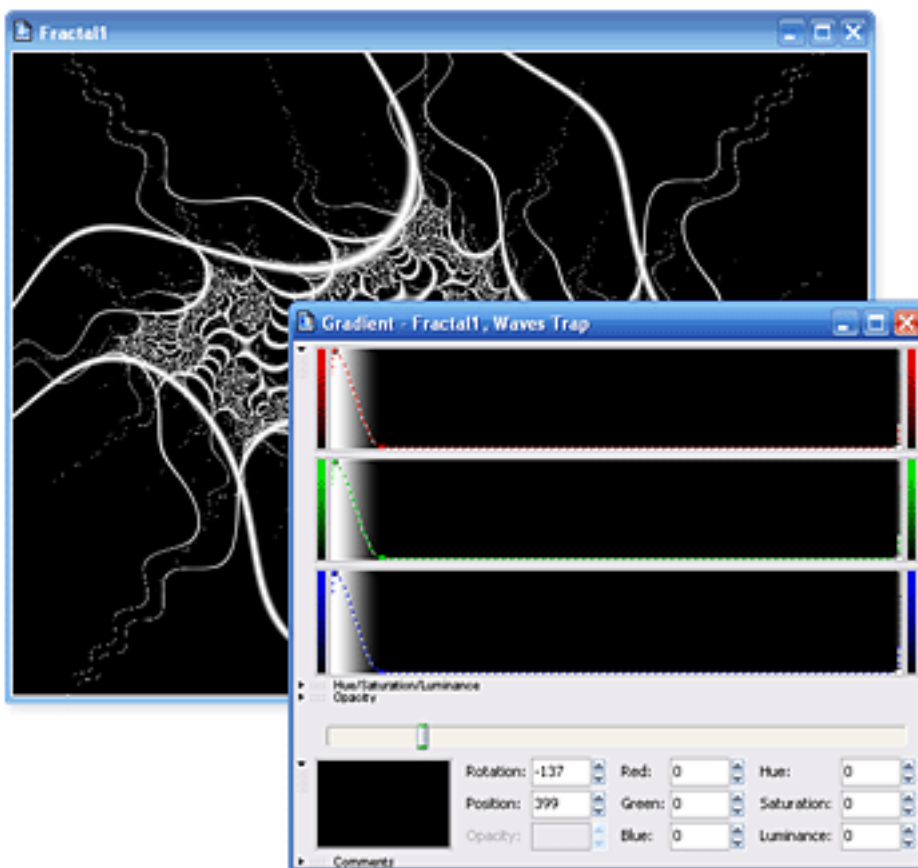 Fractal1
Gradient - Fractal1, Waves Trap
Hue/Saturation/Luminance
Opacity
Rotation: -137 Red: 0 Hue: 0
Position: 399 Green: 0 Saturation: 0
Opacity: Blue: 0 Luminance: 0
Comments